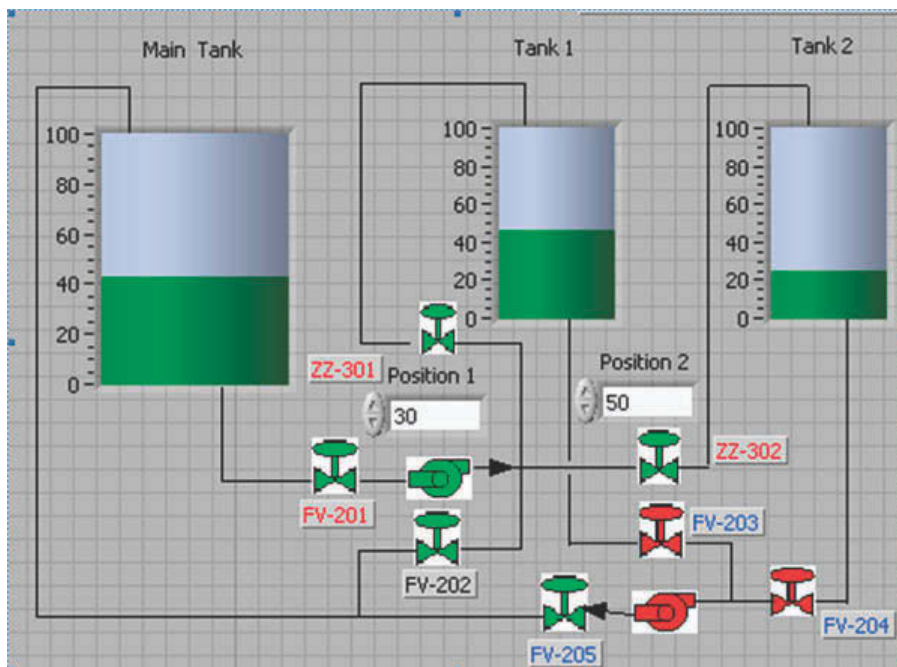 Main Tank
Tank 1
Tank 2
100
80
60
40
20
0
100
80
60
40
20
0
100
80
60
40
20
0
ZZ-301
Position 1
30
Position 2
50
ZZ-302
FV-201
FV-203
FV-202
FV-205
FV-204